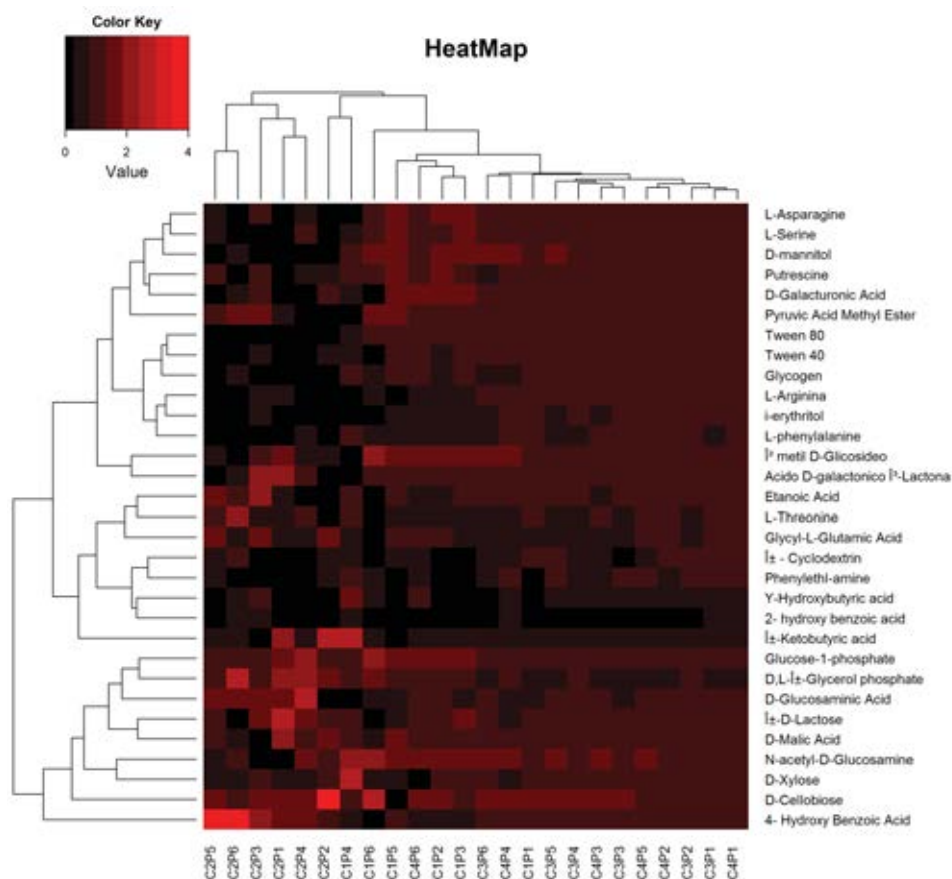 Color Key
0 2 4
Value
HeatMap
L-Asparagine
L-Serine
D-mannitol
Putrescine
D-Galacturonic Acid
Pyruvic Acid Methyl Ester
Tween 80
Tween 40
Glycogen
L-Arginina
i-erythritol
L-phenylalanine
Îª metil D-Glicosideo
Acido D-galactonico Îª-Lactona
Etanoic Acid
L-Threonine
Glycyl-L-Glutamic Acid
Î± - Cyclodextrin
Phenylethl-amine
Y-Hydroxybutyric acid
2- hydroxy benzoic acid
Î±-Ketobutyric acid
Glucose-1-phosphate
D,L-Î±-Glycerol phosphate
D-Glucosaminic Acid
Î±-D-Lactose
D-Malic Acid
N-acetyl-D-Glucosamine
D-Xylose
D-Cellobiose
4- Hydroxy Benzoic Acid
C2P5
C2P6
C2P3
C2P1
C2P4
C2P2
C1P4
C1P6
C1P5
C4P6
C1P2
C1P3
C3P6
C4P4
C1P1
C3P5
C3P4
C4P3
C3P3
C4P5
C4P2
C3P2
C3P1
C4P1